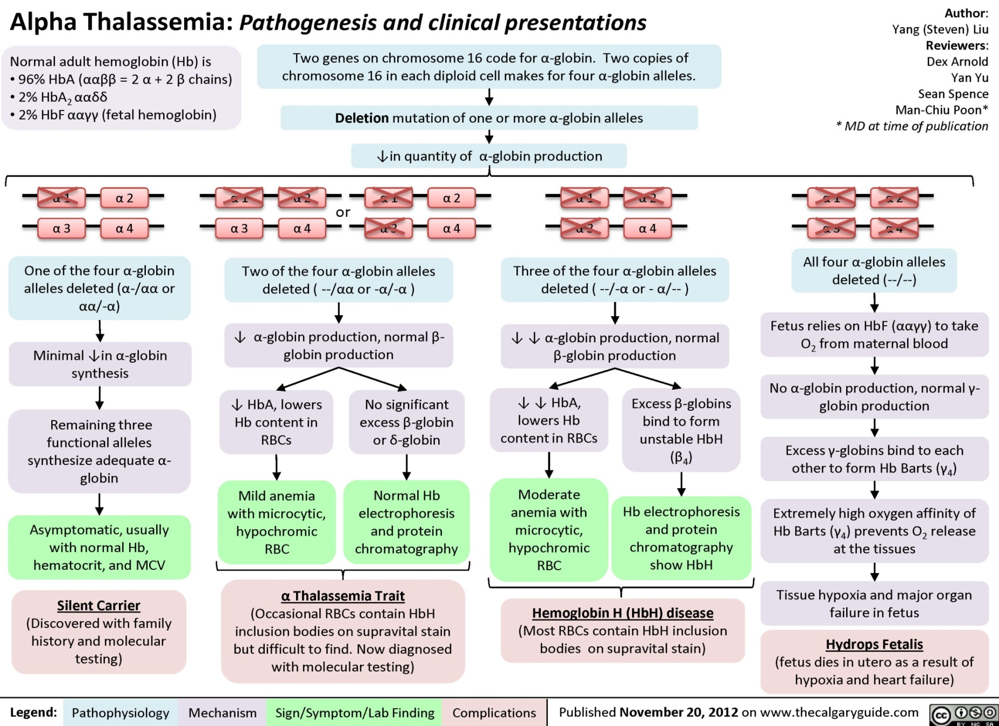 Alpha Thalassemia: Pathogenesis and clinical presentations
Author:
Yang (Steven) Liu
Reviewers:
Dex Arnold
Yan Yu
Sean Spence
Man-Chiu Poon*
* MD at time of publication
Normal adult hemoglobin (Hb) is
• 96% HbA (ααββ = 2 α + 2 β chains)
• 2% HbA₂ ααδδ
• 2% HbF ααγγ (fetal hemoglobin)
Two genes on chromosome 16 code for α-globin. Two copies of
chromosome 16 in each diploid cell makes for four α-globin alleles.
Deletion mutation of one or more α-globin alleles
↓in quantity of α-globin production
α 1 α 2
α 3 α 4
α 1 α 2
α 3 α 4
or
α 1 α 2
α 3 α 4
α 1 α 2
α 3 α 4
α 1 α 2
α 3 α 4
One of the four α-globin
alleles deleted (α-/αα or
αα/-α)
Minimal ↓in α-globin
synthesis
Remaining three
functional alleles
synthesize adequate α-
globin
Asymptomatic, usually
with normal Hb,
hematocrit, and MCV
Silent Carrier
(Discovered with family
history and molecular
testing)
Two of the four α-globin alleles
deleted ( --/αα or -α/-α )
↓ α-globin production, normal β-
globin production
↓ HbA, lowers
Hb content in
RBCs
No significant
excess β-globin
or δ-globin
Mild anemia
with microcytic,
hypochromic
RBC
Normal Hb
electrophoresis
and protein
chromatography
α Thalassemia Trait
(Occasional RBCs contain HbH
inclusion bodies on supravital stain
but difficult to find. Now diagnosed
with molecular testing)
Three of the four α-globin alleles
deleted ( --/-α or - α/-- )
↓ ↓ α-globin production, normal
β-globin production
↓ ↓ HbA,
lowers Hb
content in RBCs
Excess β-globins
bind to form
unstable HbH
(β₄)
Moderate
anemia with
microcytic,
hypochromic
RBC
Hb electrophoresis
and protein
chromatography
show HbH
Hemoglobin H (HbH) disease
(Most RBCs contain HbH inclusion
bodies on supravital stain)
All four α-globin alleles
deleted (--/--)
Fetus relies on HbF (ααγγ) to take
O₂ from maternal blood
No α-globin production, normal γ-
globin production
Excess γ-globins bind to each
other to form Hb Barts (γ₄)
Extremely high oxygen affinity of
Hb Barts (γ₄) prevents O₂ release
at the tissues
Tissue hypoxia and major organ
failure in fetus
Hydrops Fetalis
(fetus dies in utero as a result of
hypoxia and heart failure)
Legend: Pathophysiology Mechanism Sign/Symptom/Lab Finding Complications
Published November 20, 2012 on www.thecalgaryguide.com
cc
BY NC SA